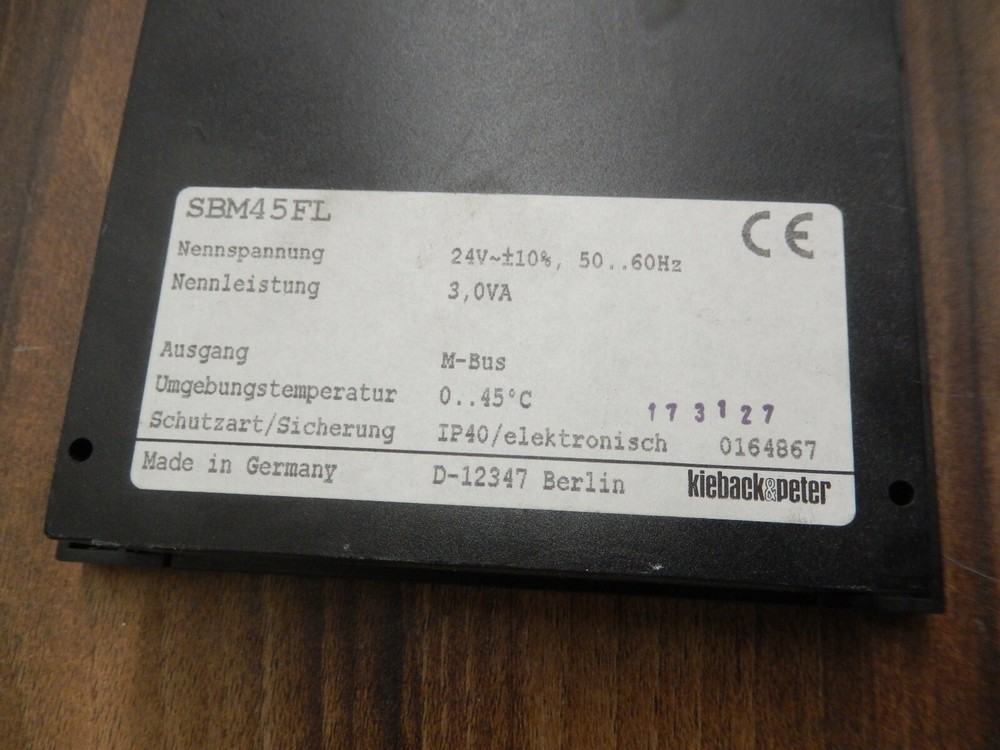 SBM45FL CE
Nennspannung 24V~±10%, 50..60Hz
Nennleistung 3,0VA
Ausgang M-Bus
Umgebungstemperatur 0..45°C
173127
Schutzart/Sicherung IP40/elektronisch 0164867
Made in Germany D-12347 Berlin kieback&peter